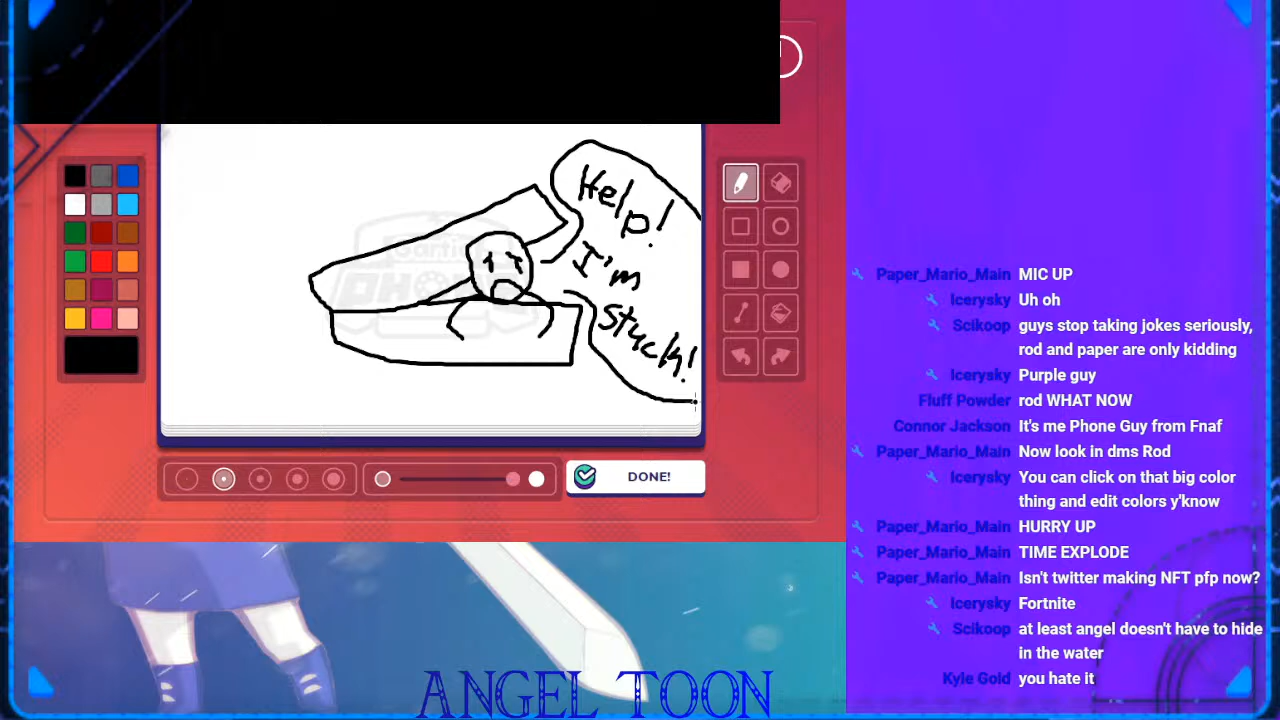 Help!
I'm
Stuck!
Gartic
PHONE
DONE!
Paper_Mario_Main MIC UP
Icerysky Uh oh
Scikoop guys stop taking jokes seriously,
rod and paper are only kidding
Icerysky Purple guy
Fluff Powder rod WHAT NOW
Connor Jackson It's me Phone Guy from Fnaf
Paper_Mario_Main Now look in dms Rod
Icerysky You can click on that big color
thing and edit colors y'know
Paper_Mario_Main HURRY UP
Paper_Mario_Main TIME EXPLODE
Paper_Mario_Main Isn't twitter making NFT pfp now?
Icerysky Fortnite
Scikoop at least angel doesn't have to hide
in the water
Kyle Gold you hate it
ANGEL TOON